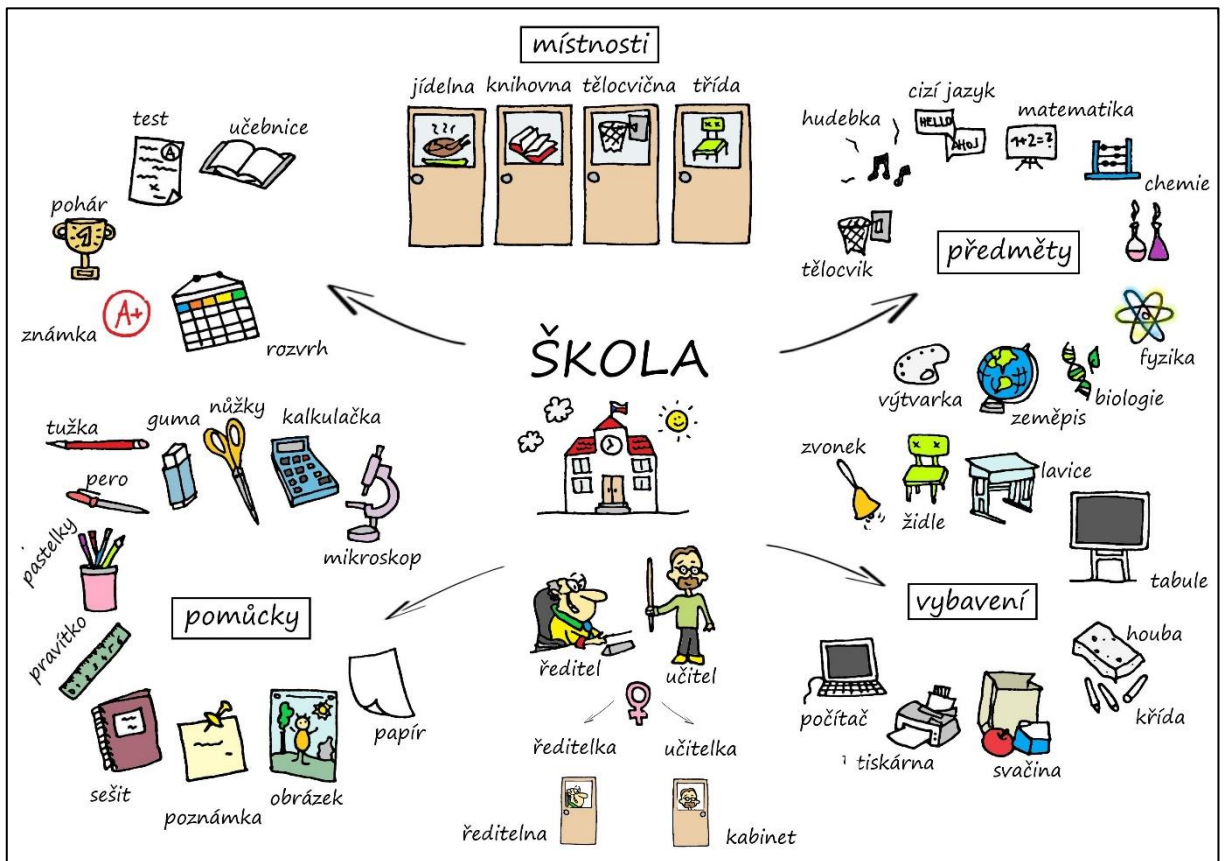 místnosti
jídelna knihovna tělocvična třída
test
učebnice
pohár
známka
A+
rozvrh
A
1
hudebka
cizí jazyk
HELLO
AHOJ
matematika
1+2=?
chemie
tělocvik
předměty
fyzika
výtvarka
zeměpis
biologie
ŠKOLA
tužka
guma
nůžky
kalkulačka
pero
mikroskop
pastelky
pomůcky
pravítko
sešit
poznámka
obrázek
papír
zvonek
židle
lavice
tabule
vybavení
houba
křída
počítač
tiskárna
svačina
ředitel
učitel
ředitelka
učitelka
ředitelna
kabinet